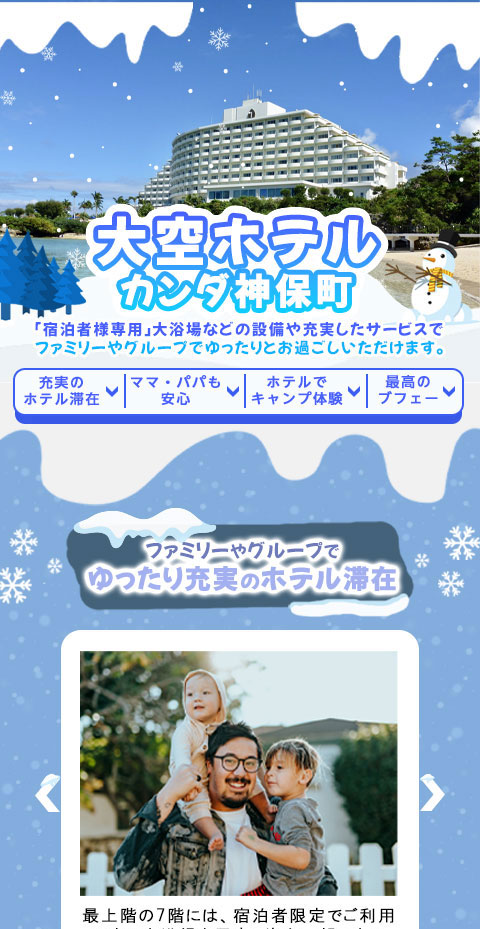 大空ホテル
カンダ神保町
「宿泊者様専用」大浴場などの設備や充実したサービスで
ファミリーやグループでゆったりとお過ごしいただけます。
充実の
ホテル滞在
ママ・パパも
安心
ホテルで
キャンプ体験
最高の
ブフェー
ファミリーやグループで
ゆったり充実のホテル滞在
最上階の7階には、宿泊者限定でご利用